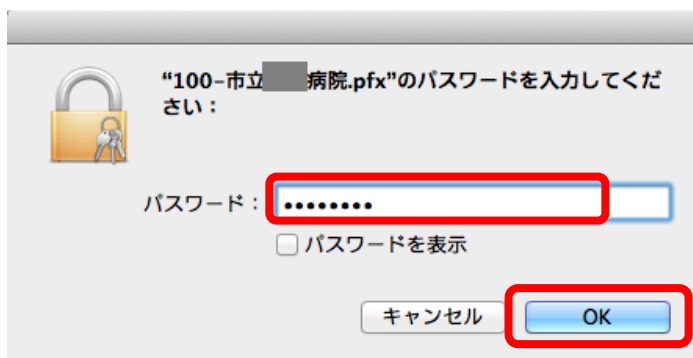 “100-市立 病院.pfx”のパスワードを入力してくだ
さい：
パスワード： ••••••••
パスワードを表示
キャンセル OK